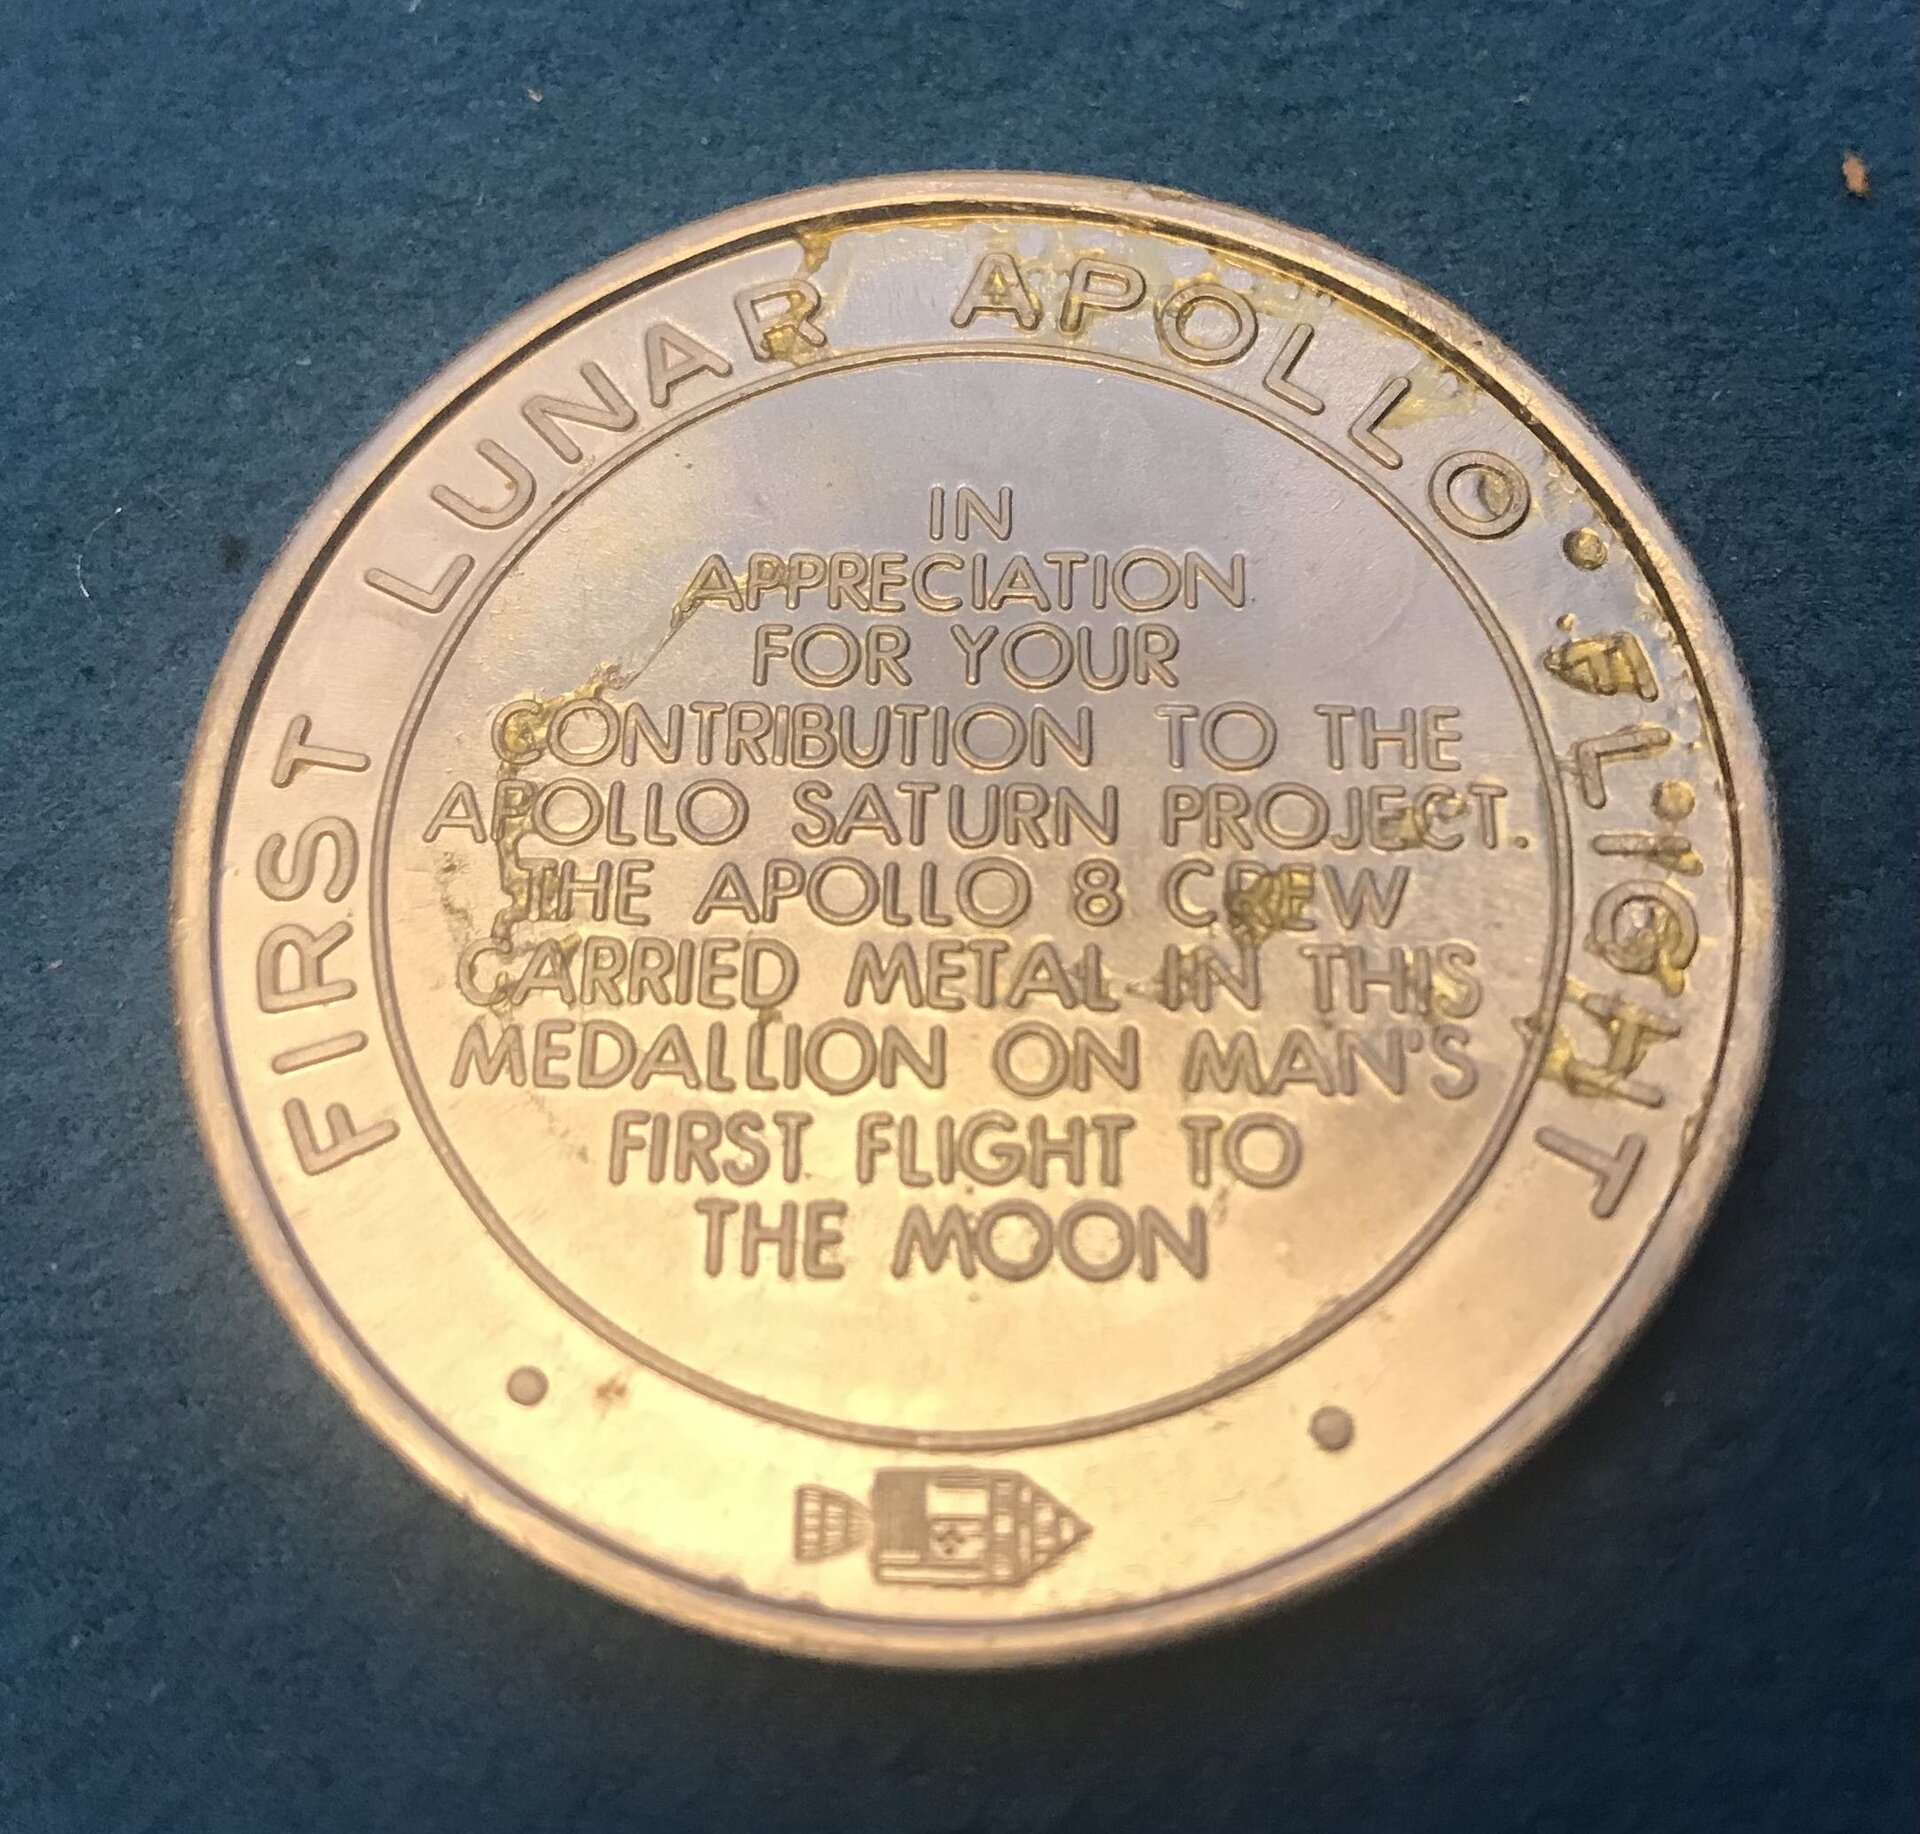 FIRST LUNAR APOLLO FLIGHT
IN
APPRECIATION
FOR YOUR
CONTRIBUTION TO THE
APOLLO SATURN PROJECT.
THE APOLLO 8 CREW
CARRIED METAL IN THIS
MEDALLION ON MAN'S
FIRST FLIGHT TO
THE MOON